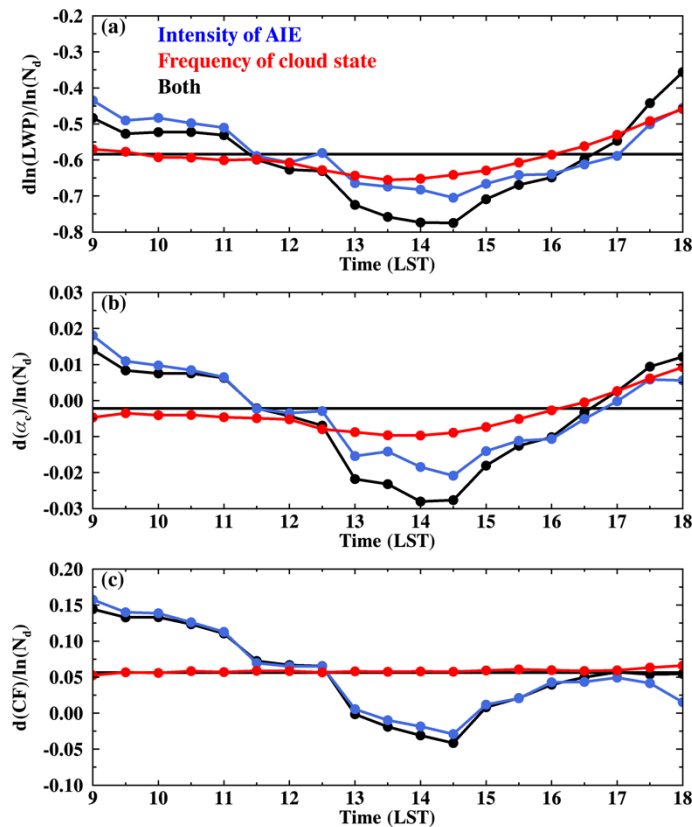 (a)
Intensity of AIE
Frequency of cloud state
Both
dln(LWP)/ln(N_d)
-0.2
-0.3
-0.4
-0.5
-0.6
-0.7
-0.8
9 10 11 12 13 14 15 16 17 18
Time (LST)
(b)
d(α_c)/ln(N_d)
0.03
0.02
0.01
0.00
-0.01
-0.02
-0.03
9 10 11 12 13 14 15 16 17 18
Time (LST)
(c)
d(CF)/ln(N_d)
0.20
0.15
0.10
0.05
0.00
-0.05
-0.10
9 10 11 12 13 14 15 16 17 18
Time (LST)